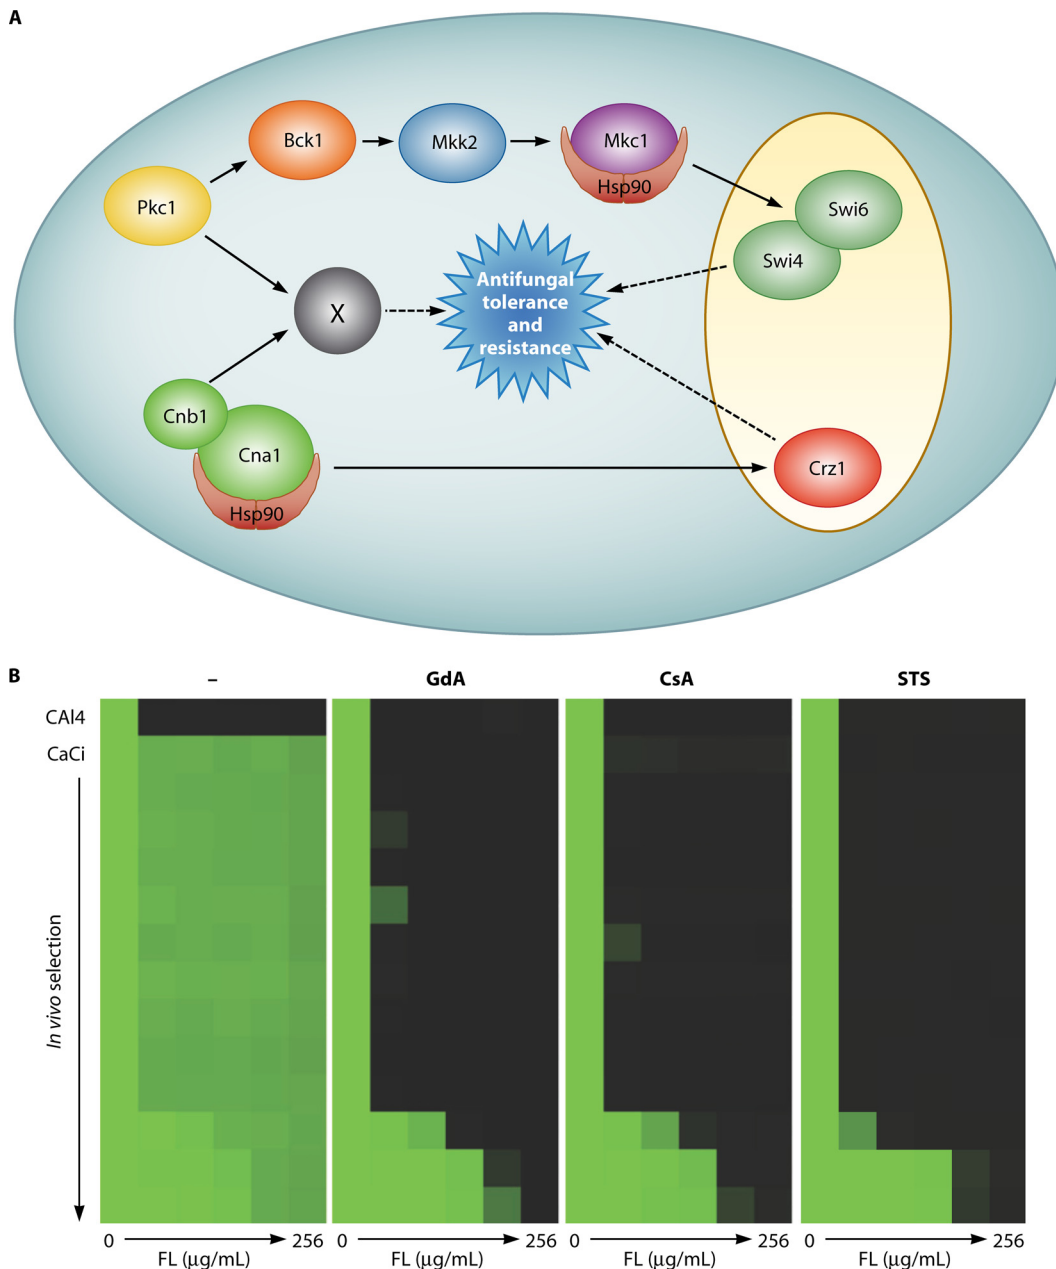 A
Bck1
Mkk2
Mkc1
Hsp90
Pkc1
Swi6
Swi4
X
Antifungal
tolerance
and
resistance
Cnb1
Cna1
Hsp90
Crz1
B
– GdA CsA STS
CAI4
CaCi
In vivo selection
0 256 0 256 0 256 0 256
FL (μg/mL) FL (μg/mL) FL (μg/mL) FL (μg/mL)